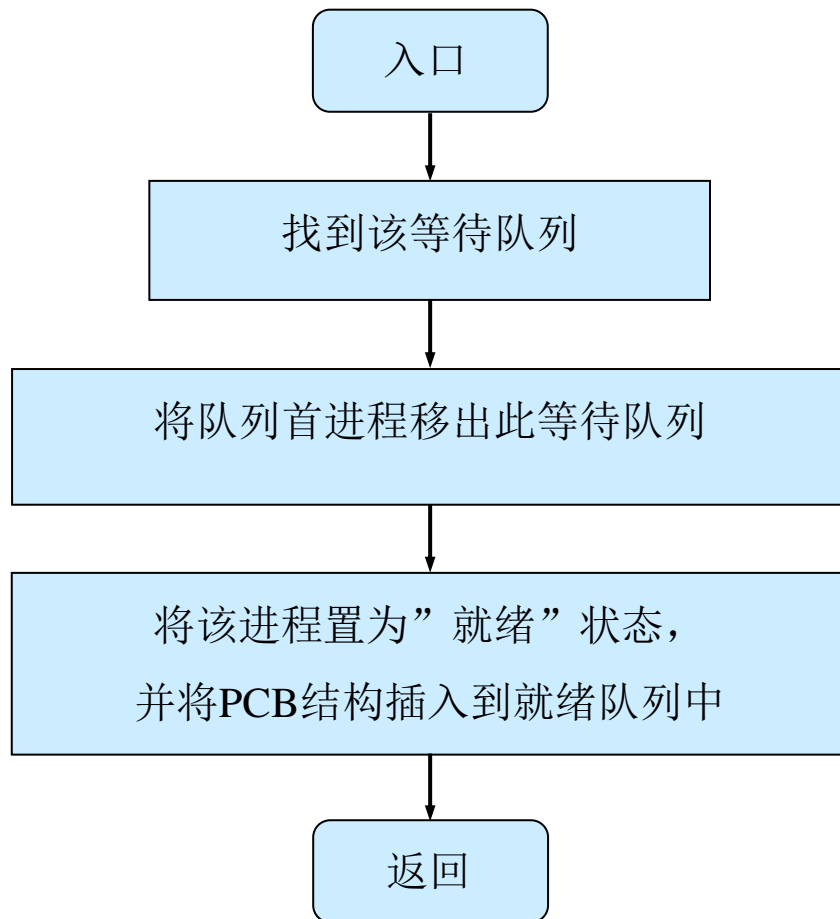 入口
找到该等待队列
将队列首进程移出此等待队列
将该进程置为”就绪”状态，
并将PCB结构插入到就绪队列中
返回